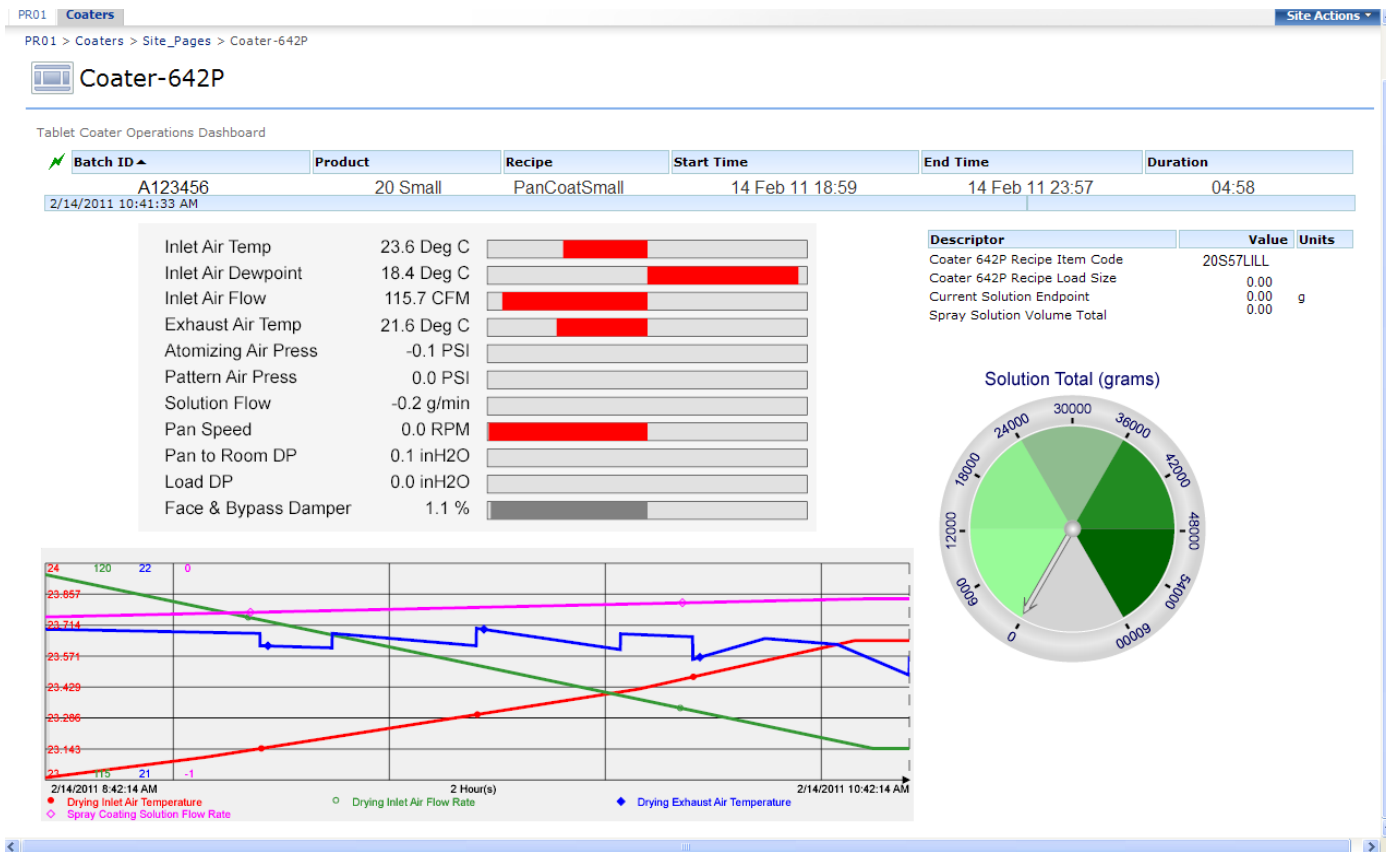 PR01 Coaters Site Actions
PR01 > Coaters > Site_Pages > Coater-642P
Coater-642P
Tablet Coater Operations Dashboard
Batch ID Product Recipe Start Time End Time Duration
A123456 20 Small PanCoatSmall 14 Feb 11 18:59 14 Feb 11 23:57 04:58
2/14/2011 10:41:33 AM
Inlet Air Temp 23.6 Deg C
Inlet Air Dewpoint 18.4 Deg C
Inlet Air Flow 115.7 CFM
Exhaust Air Temp 21.6 Deg C
Atomizing Air Press -0.1 PSI
Pattern Air Press 0.0 PSI
Solution Flow -0.2 g/min
Pan Speed 0.0 RPM
Pan to Room DP 0.1 inH2O
Load DP 0.0 inH2O
Face & Bypass Damper 1.1 %
Descriptor Value Units
Coater 642P Recipe Item Code 20S57LILL
Coater 642P Recipe Load Size 0.00
Current Solution Endpoint 0.00 g
Spray Solution Volume Total 0.00
Solution Total (grams)
0
6000
12000
18000
24000
30000
36000
42000
48000
54000
60000
24 120 22 0
23.857
23.714
23.571
23.429
23.286
23.143
23 115 21 -1
2/14/2011 8:42:14 AM 2 Hour(s) 2/14/2011 10:42:14 AM
Drying Inlet Air Temperature Drying Inlet Air Flow Rate Drying Exhaust Air Temperature
Spray Coating Solution Flow Rate